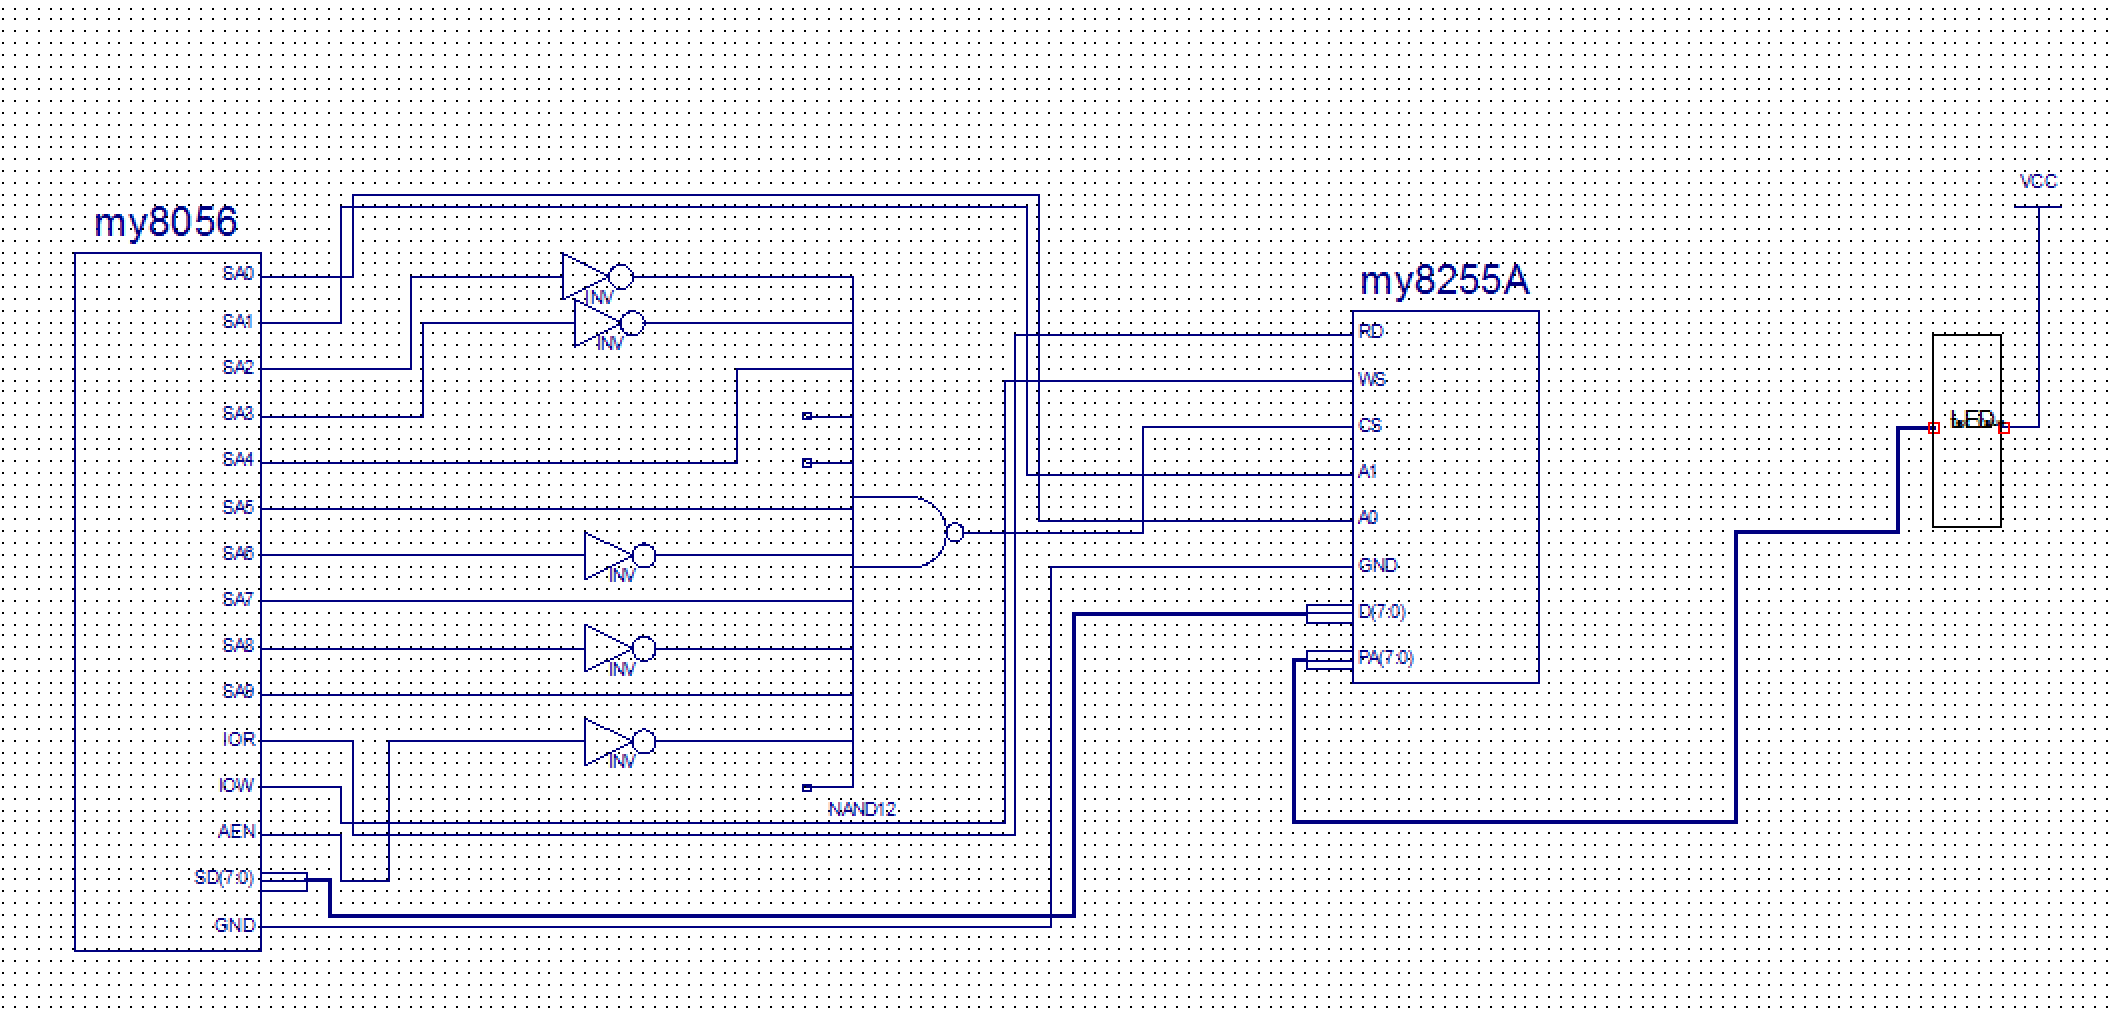 my8056
SA0
SA1
SA2
SA3
SA4
SA5
SA6
SA7
SA8
SA9
IOR
IOW
AEN
SD(7:0)
GND
INV
INV
INV
INV
INV
NAND12
my8255A
RD
WS
CS
A1
A0
GND
D(7:0)
PA(7:0)
LED
VCC